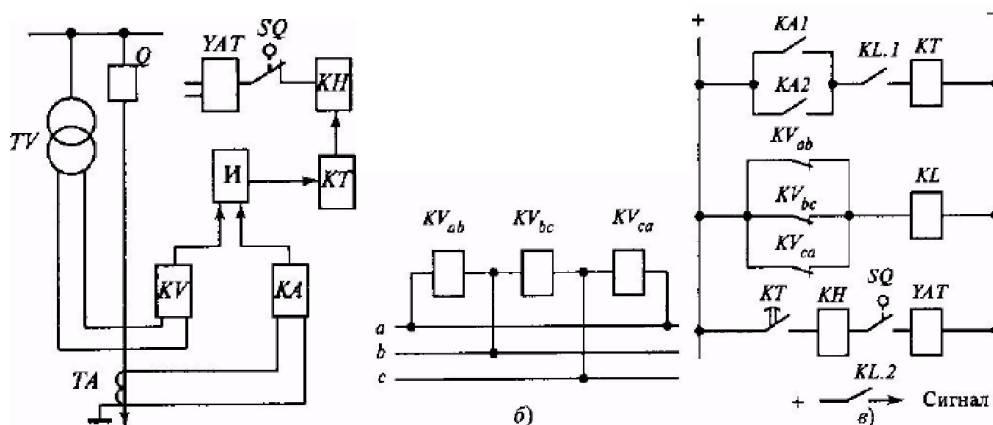 TV
Q
YAT
SQ
KH
И
KT
KV
KA
TA
KV_ab
KV_bc
KV_ca
a
b
c
б)
+
–
KA1
KA2
KL.1
KT
KV_ab
KV_bc
KV_ca
KL
KT
KH
SQ
YAT
+
KL.2
Сигнал
в)